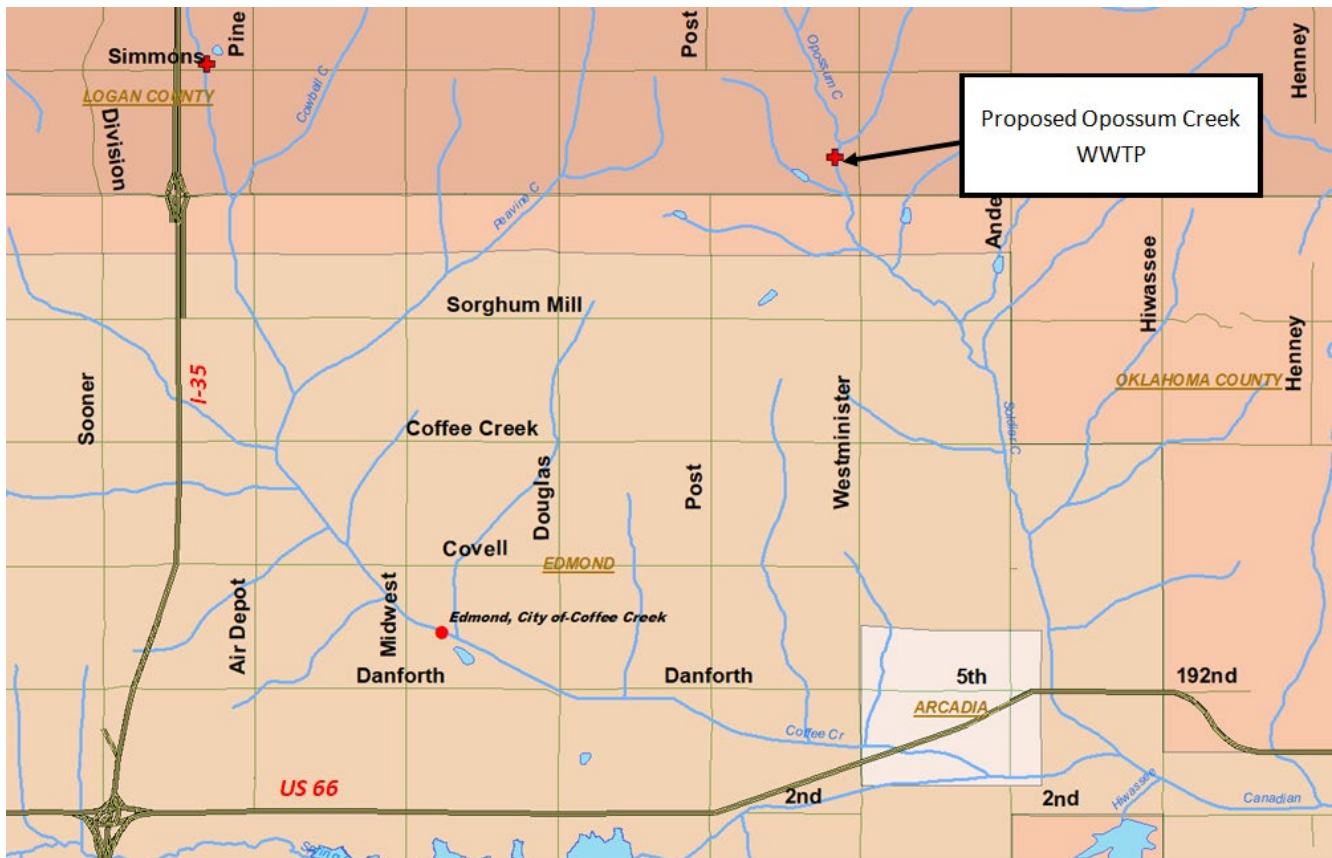 Simmons
Pine
Post
Opossum C
Henney
LOGAN COUNTY
Cowbell C
Division
Proposed Opossum Creek
WWTP
Peavine C
Ande
Hiwassee
Sorghum Mill
I-35
Sooner
OKLAHOMA COUNTY
Henney
Westminister
Coffee Creek
Soldier C
Douglas
Post
Covell
EDMOND
Air Depot
Midwest
Edmond, City of-Coffee Creek
Danforth
Danforth
5th
192nd
ARCADIA
Coffee Cr
US 66
2nd
2nd
Hiwassee
Canadian